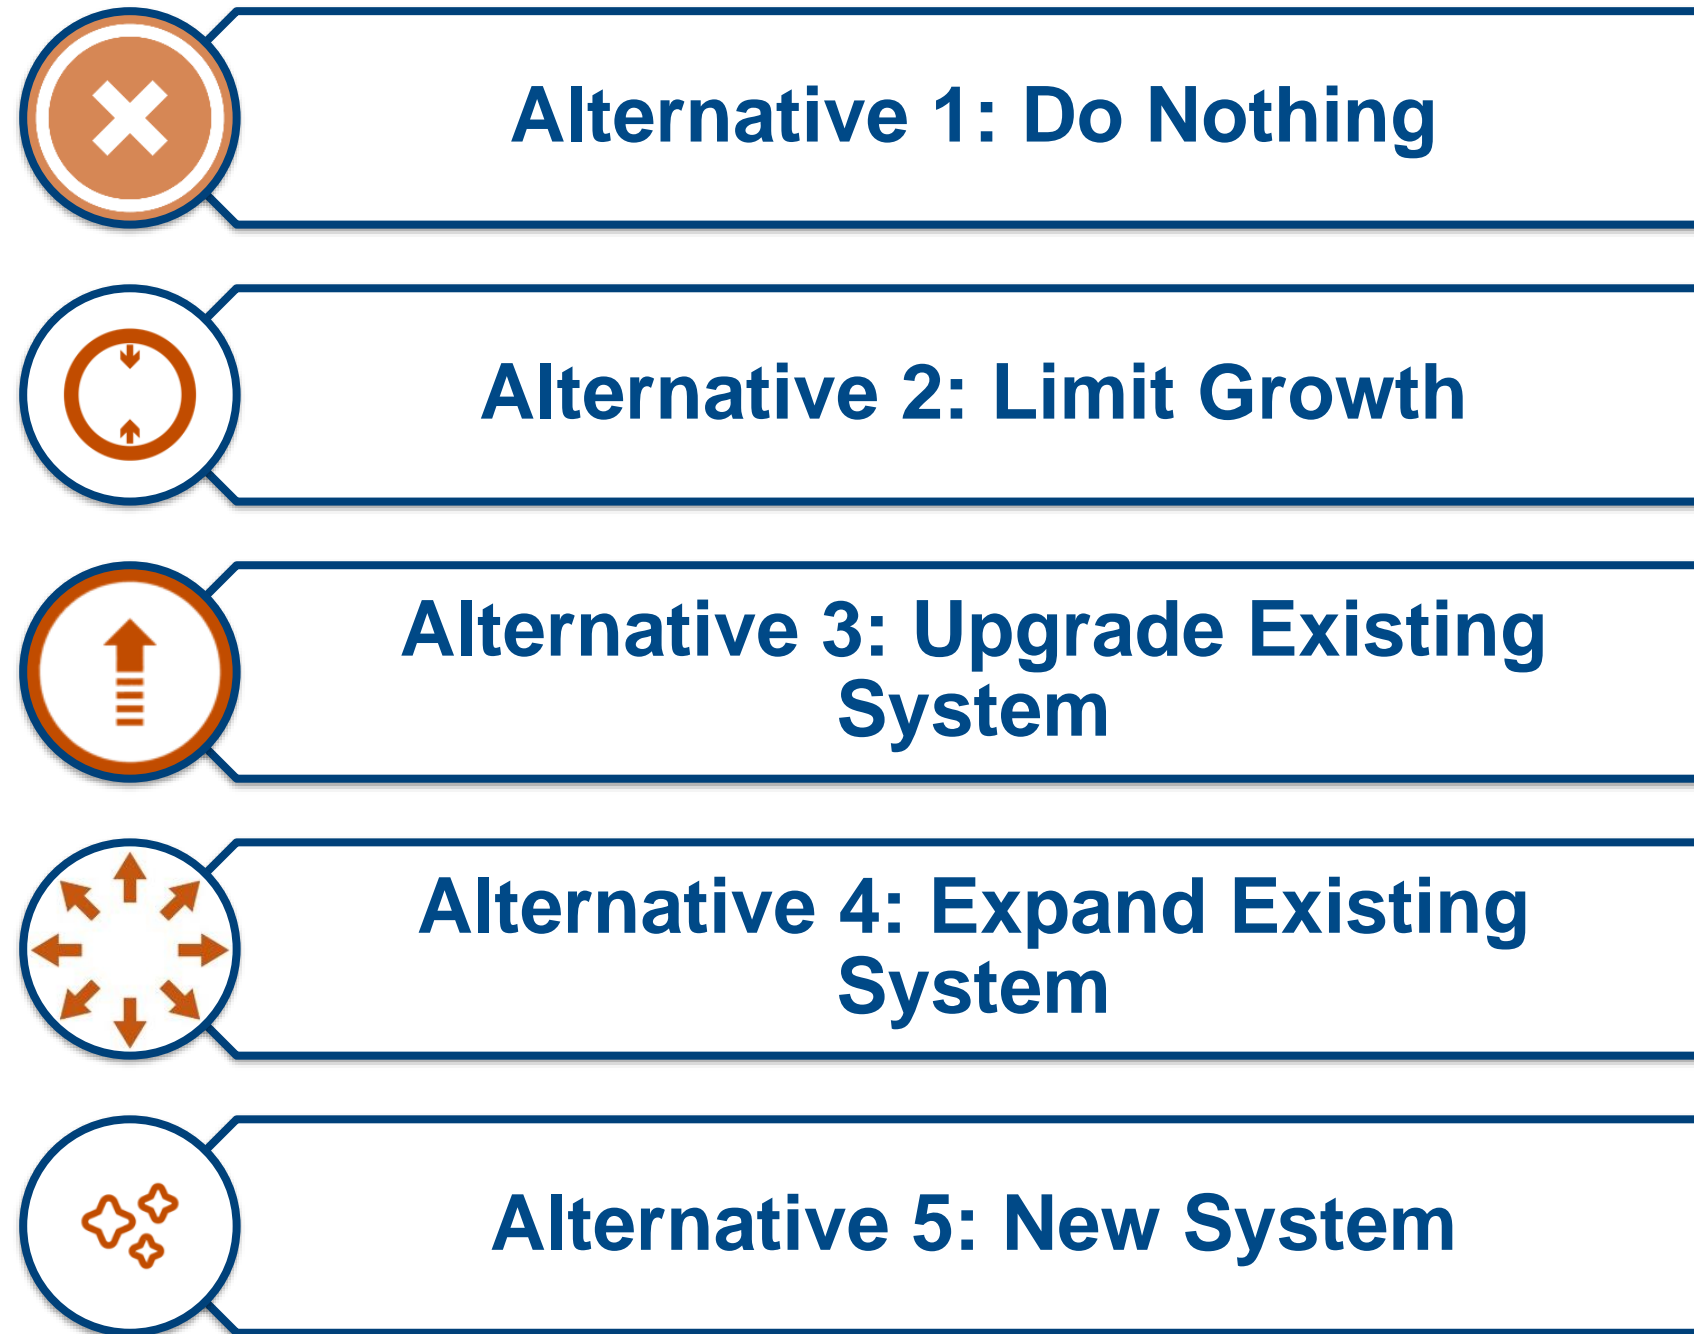 Alternative 1: Do Nothing
Alternative 2: Limit Growth
Alternative 3: Upgrade Existing
System
Alternative 4: Expand Existing
System
Alternative 5: New System